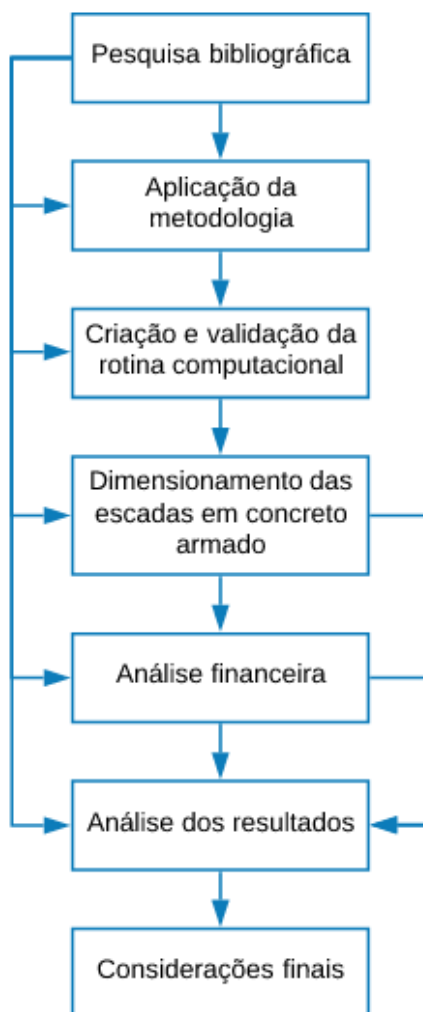 Pesquisa bibliográfica
Aplicação da
metodologia
Criação e validação da
rotina computacional
Dimensionamento das
escadas em concreto
armado
Análise financeira
Análise dos resultados
Considerações finais